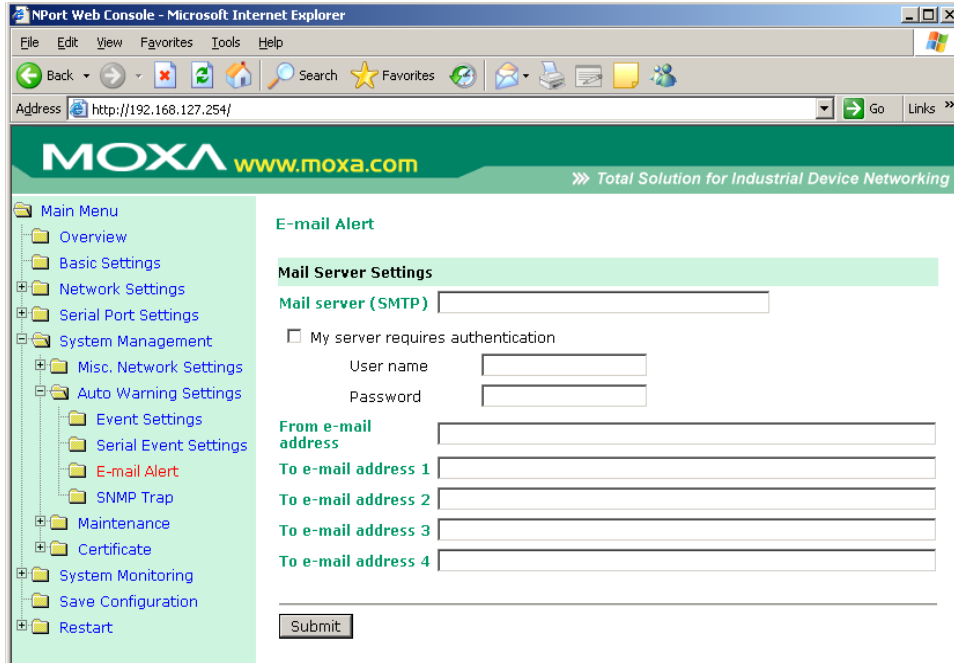 NPort Web Console - Microsoft Internet Explorer
File Edit View Favorites Tools Help
Back Search Favorites
Address http://192.168.127.254/ Go Links »
MOXA www.moxa.com
Total Solution for Industrial Device Networking
Main Menu
Overview
Basic Settings
Network Settings
Serial Port Settings
System Management
Misc. Network Settings
Auto Warning Settings
Event Settings
Serial Event Settings
E-mail Alert
SNMP Trap
Maintenance
Certificate
System Monitoring
Save Configuration
Restart
E-mail Alert
Mail Server Settings
Mail server (SMTP)
My server requires authentication
User name
Password
From e-mail
address
To e-mail address 1
To e-mail address 2
To e-mail address 3
To e-mail address 4
Submit